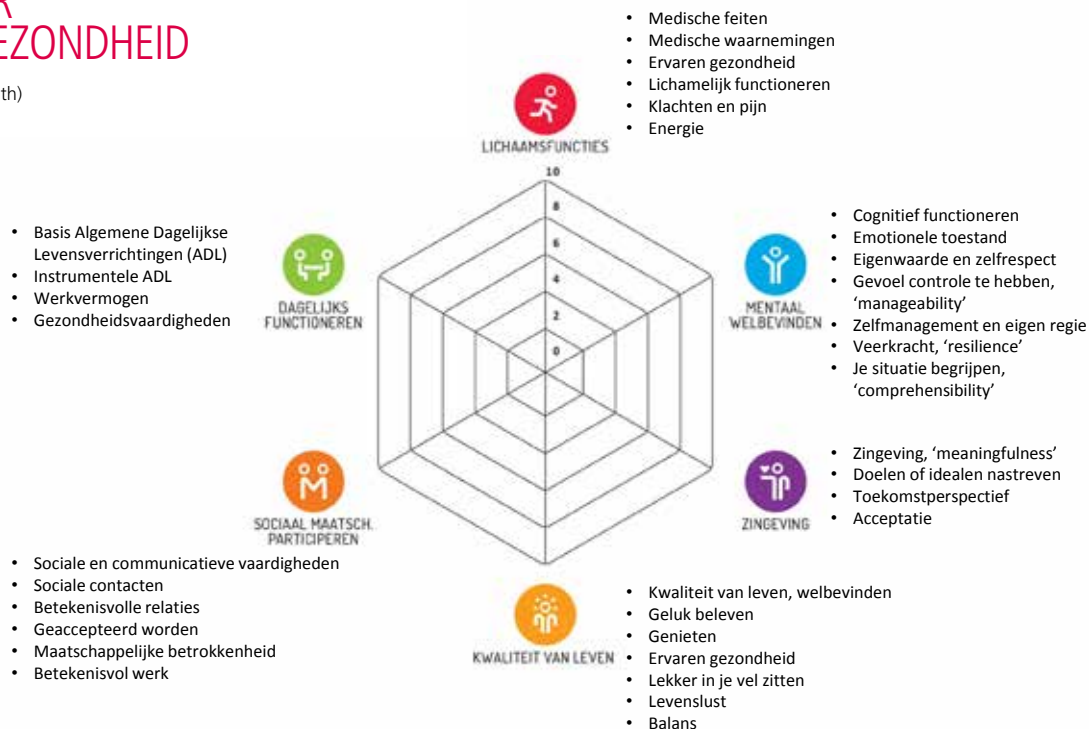 R
EZONDHEID
th)
• Medische feiten
• Medische waarnemingen
• Ervaren gezondheid
• Lichamelijk functioneren
• Klachten en pijn
• Energie
LICHAAMSFUNCTIES
10
8
6
4
2
0
• Basis Algemene Dagelijkse
Levensverrichtingen (ADL)
• Instrumentele ADL
• Werkvermogen
• Gezondheidsvaardigheden
DAGELIJKS
FUNCTIONEREN
MENTAAL
WELBEVINDEN
• Cognitief functioneren
• Emotionele toestand
• Eigenwaarde en zelfrespect
• Gevoel controle te hebben,
‘manageability’
• Zelfmanagement en eigen regie
• Veerkracht, ‘resilience’
• Je situatie begrijpen,
‘comprehensibility’
SOCIAAL MAATSCH.
PARTICIPEREN
ZINGEVING
• Zingeving, ‘meaningfulness’
• Doelen of idealen nastreven
• Toekomstperspectief
• Acceptatie
• Sociale en communicatieve vaardigheden
• Sociale contacten
• Betekenisvolle relaties
• Geaccepteerd worden
• Maatschappelijke betrokkenheid
• Betekenisvol werk
KWALITEIT VAN LEVEN
• Kwaliteit van leven, welbevinden
• Geluk beleven
• Genieten
• Ervaren gezondheid
• Lekker in je vel zitten
• Levenslust
• Balans